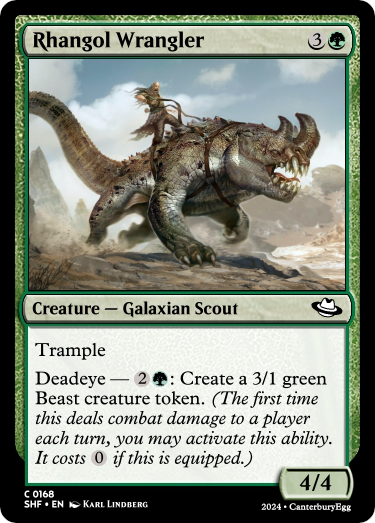 Rhangol Wrangler 3
Creature — Galaxian Scout
Trample
Deadeye — 2 : Create a 3/1 green
Beast creature token. (The first time
this deals combat damage to a player
each turn, you may activate this ability.
It costs 0 if this is equipped.)
4/4
C 0168
SHF • EN Karl Lindberg
2024 – CanterburyEgg